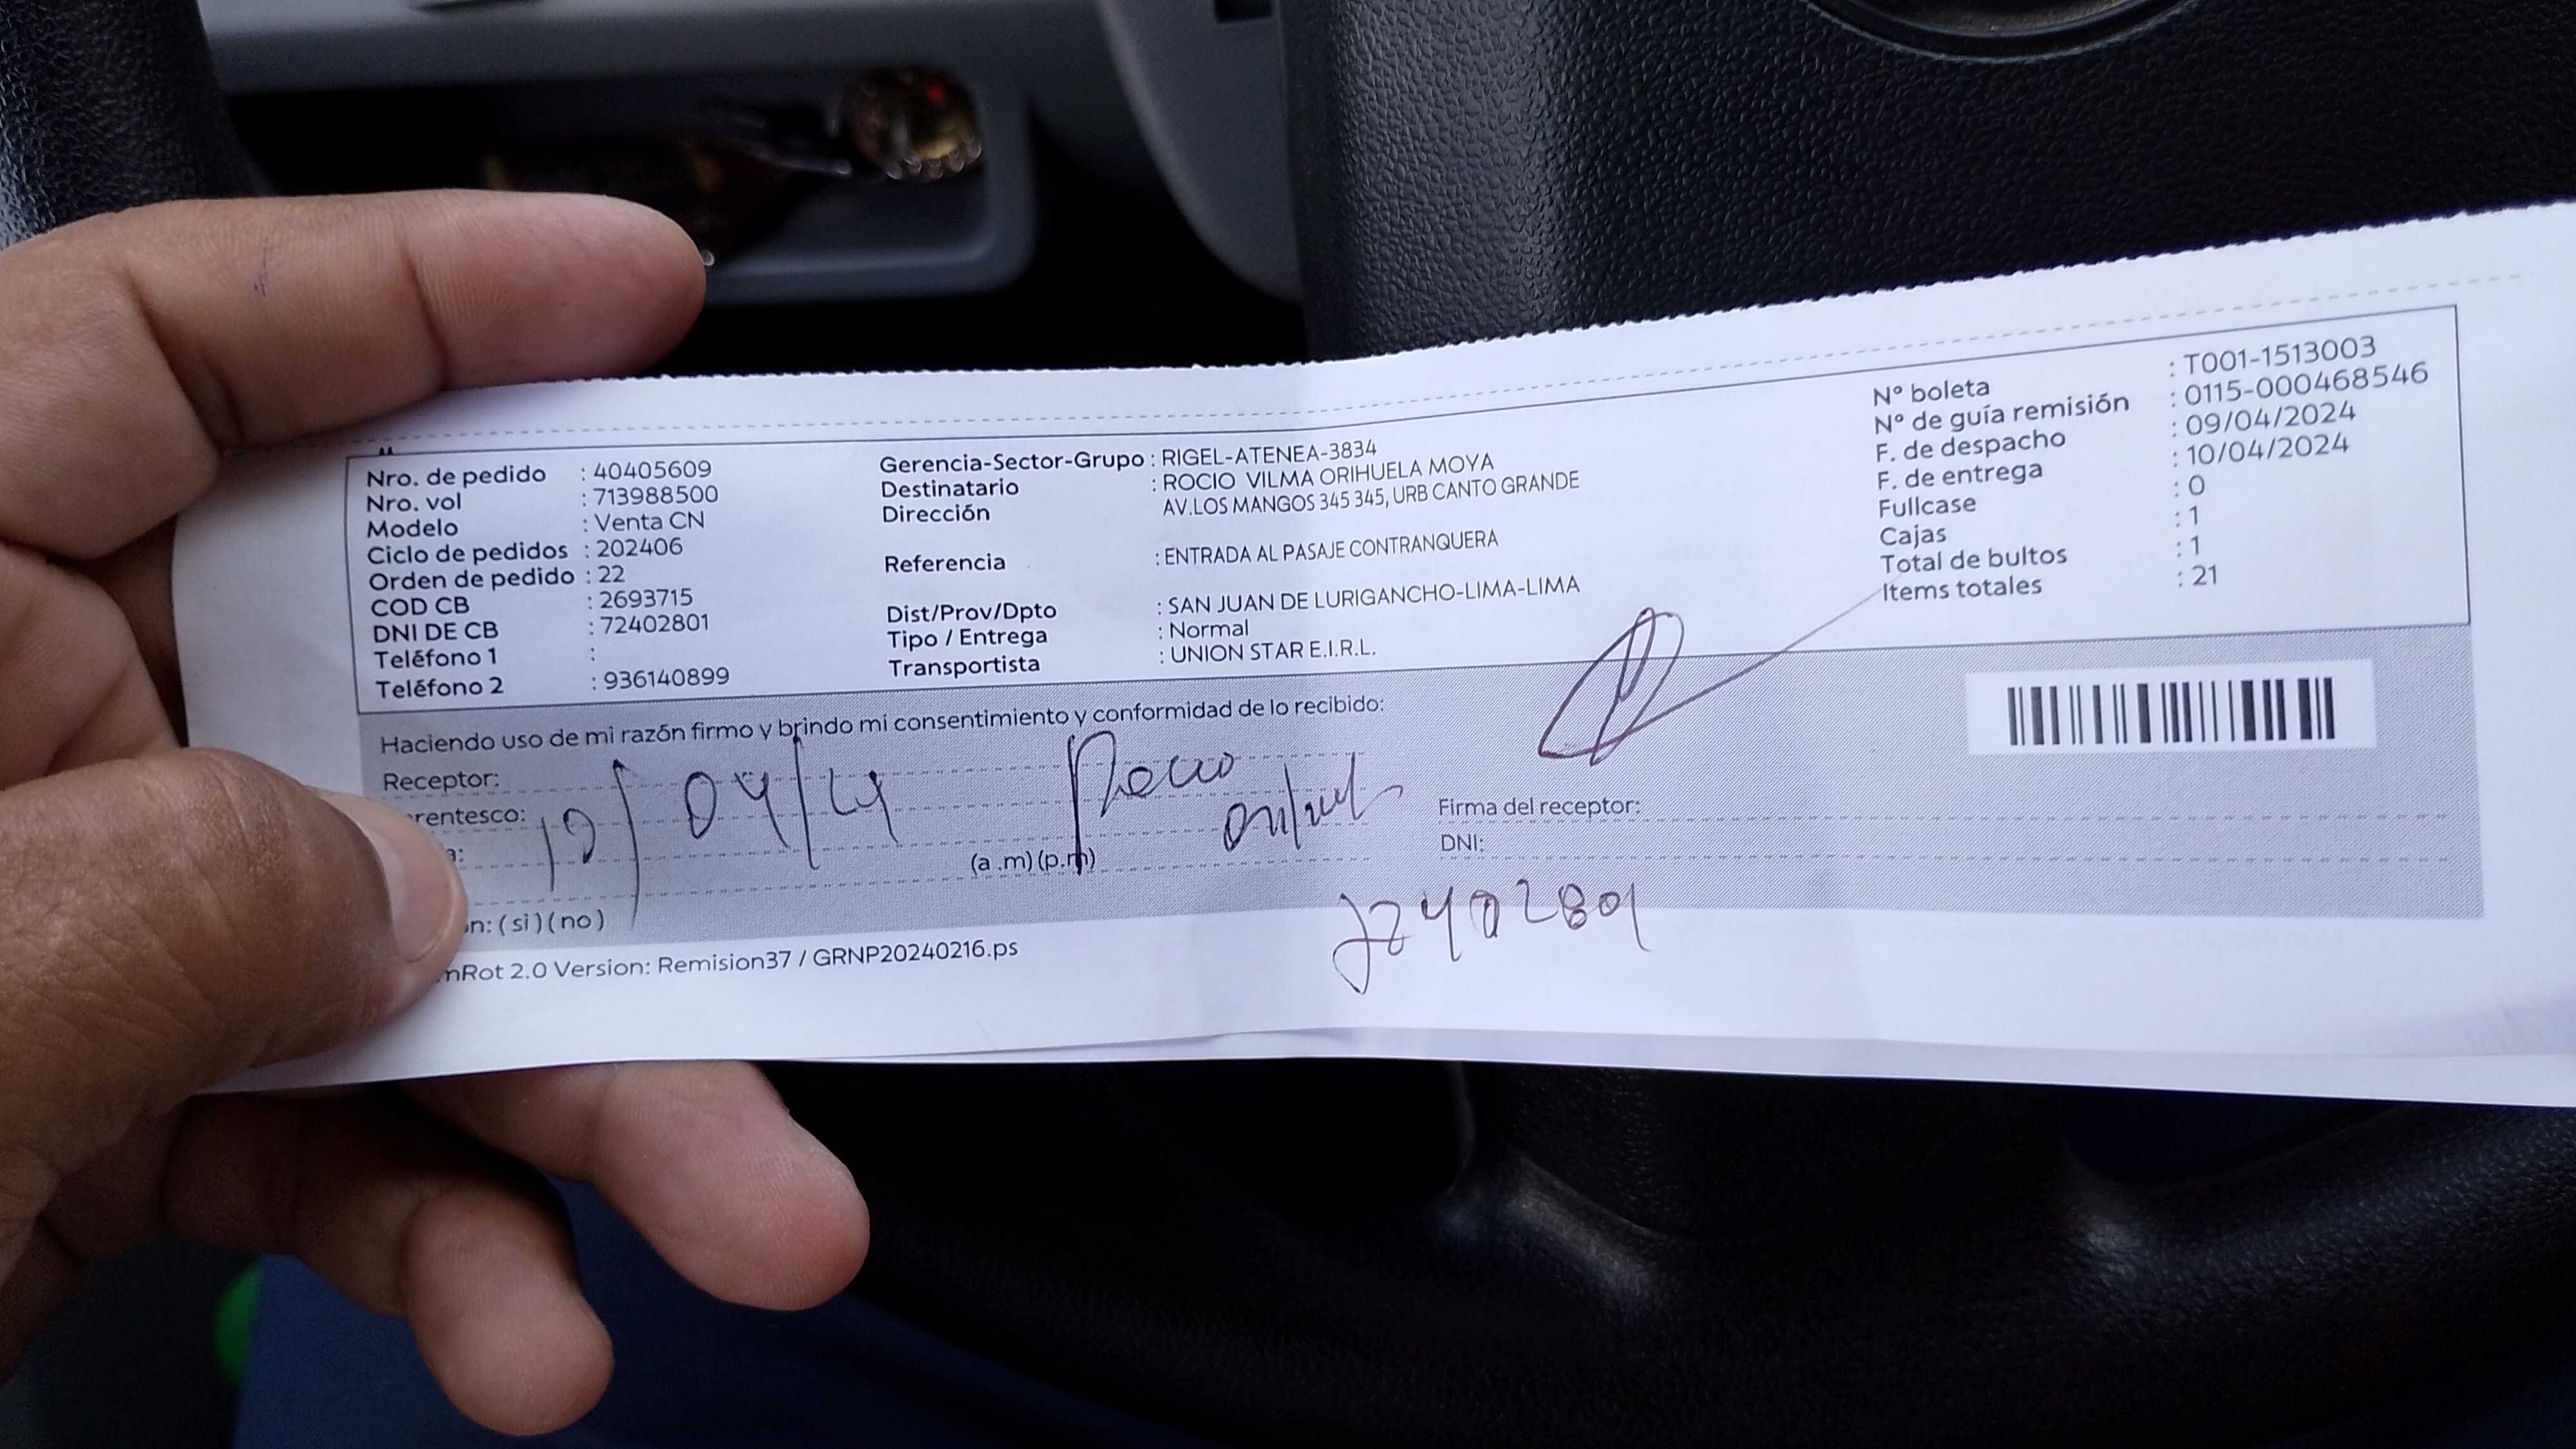 Nro. de pedido : 40405609
Nro. vol : 713988500
Modelo : Venta CN
Ciclo de pedidos : 202406
Orden de pedido : 22
COD CB : 2693715
DNI DE CB : 72402801
Teléfono 1 :
Teléfono 2 : 936140899
Gerencia-Sector-Grupo : RIGEL-ATENEA-3834
Destinatario : ROCIO VILMA ORIHUELA MOYA
Dirección AV.LOS MANGOS 345 345, URB CANTO GRANDE
Referencia : ENTRADA AL PASAJE CONTRANQUERA
Dist/Prov/Dpto : SAN JUAN DE LURIGANCHO-LIMA-LIMA
Tipo / Entrega : Normal
Transportista : UNION STAR E.I.R.L.
N° boleta : T001-1513003
N° de guía remisión : 0115-000468546
F. de despacho : 09/04/2024
F. de entrega : 10/04/2024
Fullcase : 0
Cajas : 1
Total de bultos : 1
Items totales : 21
Haciendo uso de mi razón firmo y brindo mi consentimiento y conformidad de lo recibido:
Receptor:
rentesco: 10/04/24 Rocio
a: (a .m) (p.m)
n: ( si ) ( no )
Firma del receptor:
DNI:
72402801
mRot 2.0 Version: Remision37 / GRNP20240216.ps